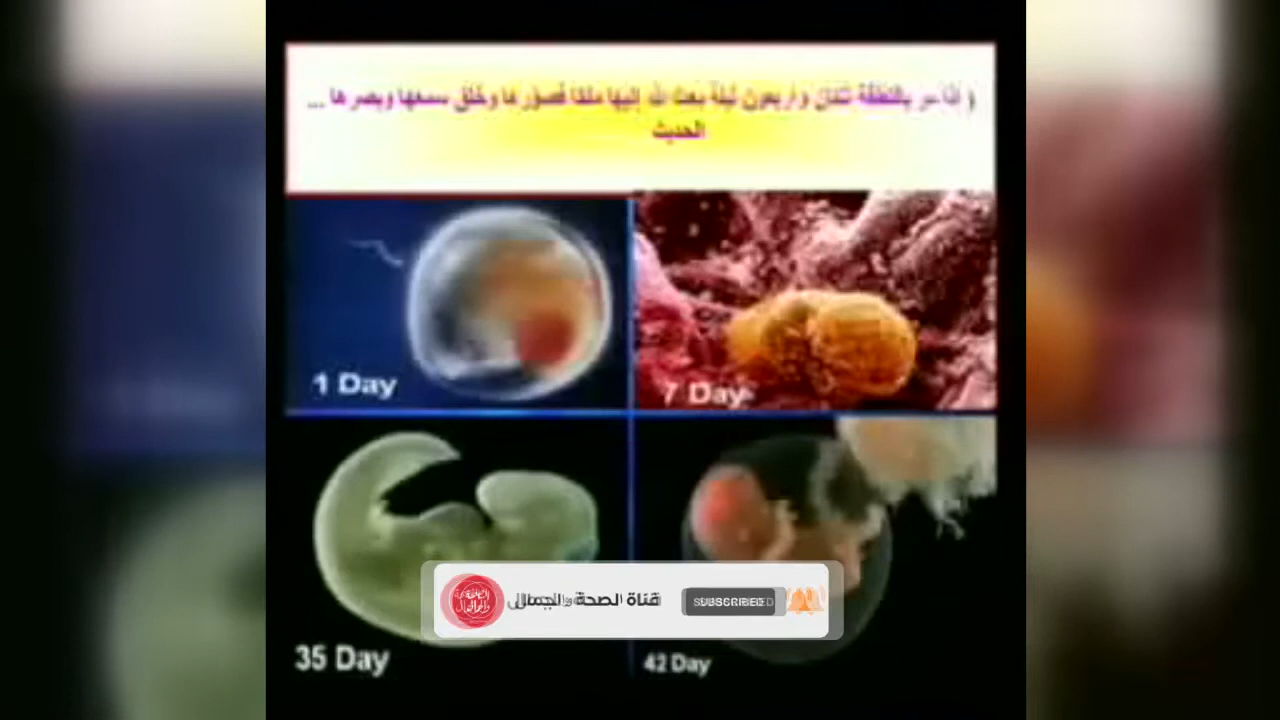 و اذا مر بالنطفة ثنتان وأربعون ليلة بعث الله إليها ملكا فصورها وخلق سمعها وبصرها ...
الحديث
1 Day
7 Day
35 Day
42 Day
قناة الصحة والجمال
SUBSCRIBED